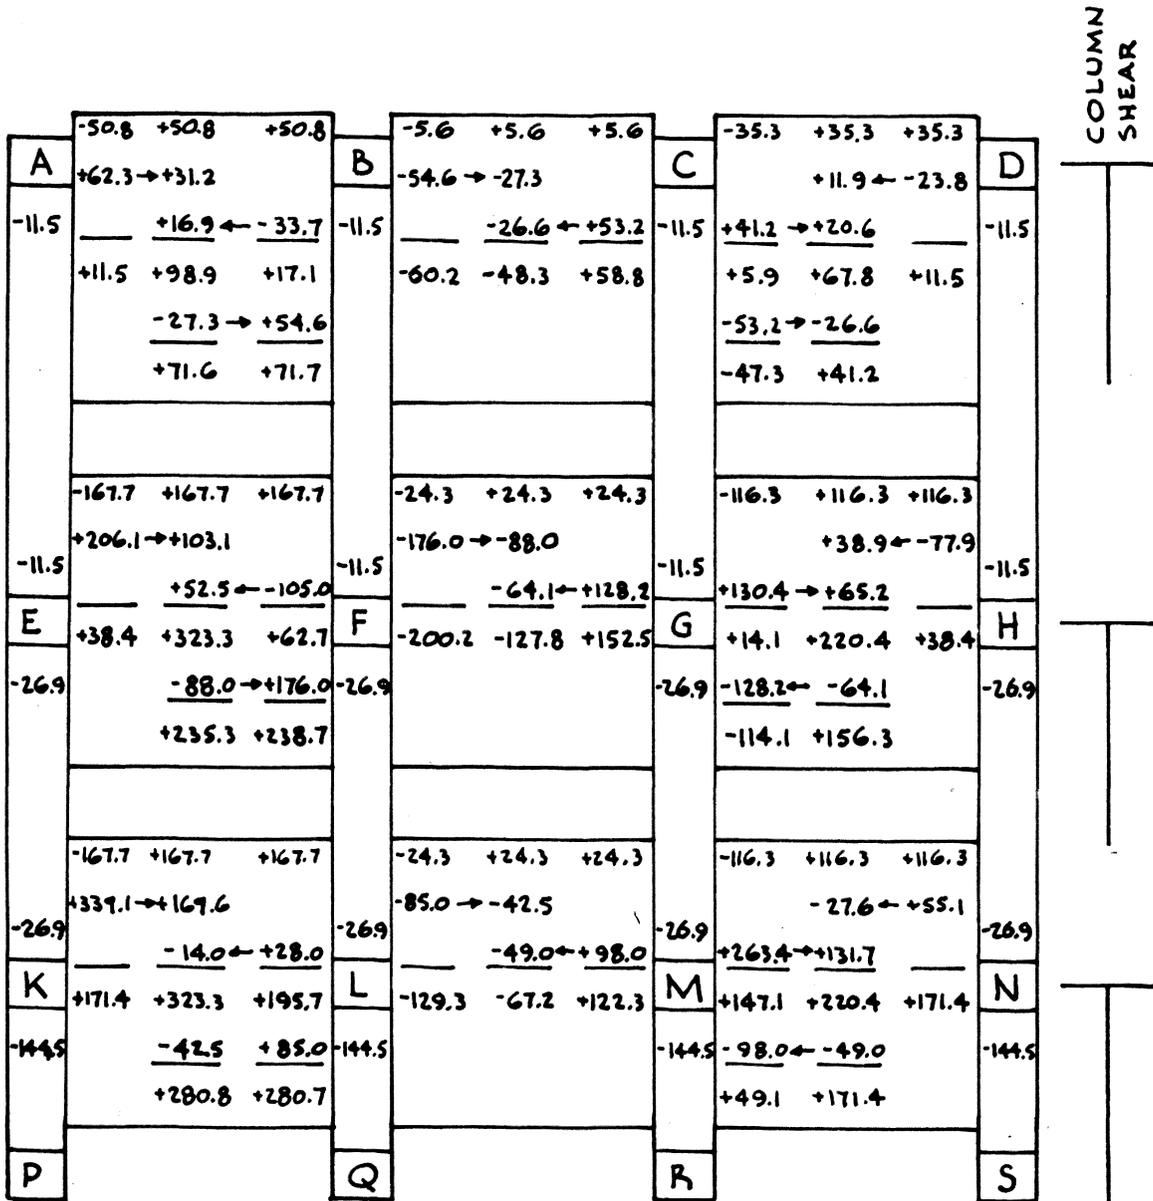 COLUMN
SHEAR
-50.8 +50.8 +50.8 -5.6 +5.6 +5.6 -35.3 +35.3 +35.3
A +62.3→+31.2 B -54.6→-27.3 C +11.9←-23.8 D
-11.5 +16.9←-33.7 -11.5 -26.6←+53.2 -11.5 +41.2→+20.6 -11.5
+11.5 +98.9 +17.1 -60.2 -48.3 +58.8 +5.9 +67.8 +11.5
-27.3→+54.6 -53.2→-26.6
+71.6 +71.7 -47.3 +41.2
-167.7 +167.7 +167.7 -24.3 +24.3 +24.3 -116.3 +116.3 +116.3
+206.1→+103.1 -176.0→-88.0 +38.9←-77.9
-11.5 +52.5←-105.0 -11.5 -64.1←+128.2 -11.5 +130.4→+65.2 -11.5
E +38.4 +323.3 +62.7 F -200.2 -127.8 +152.5 G +14.1 +220.4 +38.4 H
-26.9 -88.0→+176.0 -26.9 -26.9 -128.2← -64.1 -26.9
+235.3 +238.7 -114.1 +156.3
-167.7 +167.7 +167.7 -24.3 +24.3 +24.3 -116.3 +116.3 +116.3
+339.1→+169.6 -85.0→-42.5 -27.6←+55.1
-26.9 -14.0←+28.0 -26.9 -49.0←+98.0 -26.9 +263.4→+131.7 -26.9
K +171.4 +323.3 +195.7 L -129.3 -67.2 +122.3 M +147.1 +220.4 +171.4 N
-144.5 -42.5 +85.0 -144.5 -144.5 -98.0← -49.0 -144.5
+280.8 +280.7 +49.1 +171.4
P Q R S